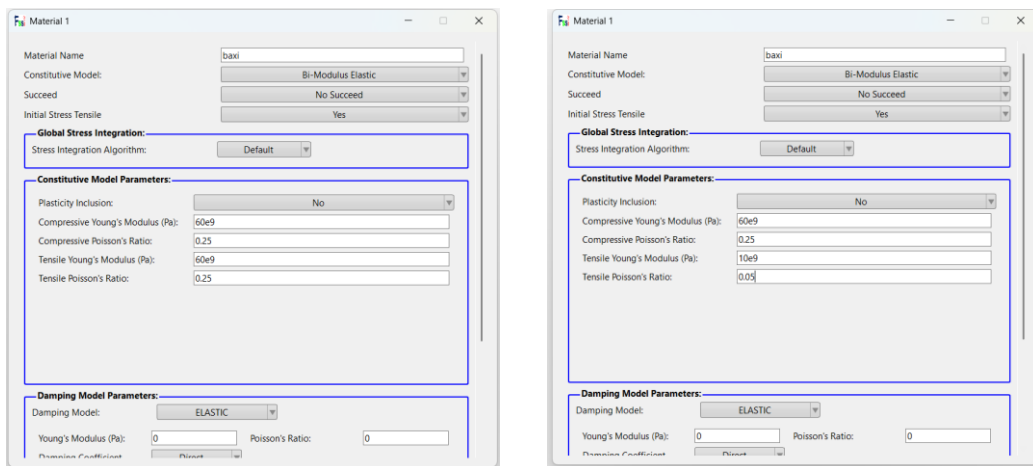 Material 1
Material Name baxi
Constitutive Model: Bi-Modulus Elastic
Succeed No Succeed
Initial Stress Tensile Yes
Global Stress Integration:
Stress Integration Algorithm: Default
Constitutive Model Parameters:
Plasticity Inclusion: No
Compressive Young's Modulus (Pa): 60e9
Compressive Poisson's Ratio: 0.25
Tensile Young's Modulus (Pa): 60e9
Tensile Poisson's Ratio: 0.25
Damping Model Parameters:
Damping Model: ELASTIC
Young's Modulus (Pa): 0 Poisson's Ratio: 0
Damping Coefficient Direct
Material 1
Material Name baxi
Constitutive Model: Bi-Modulus Elastic
Succeed No Succeed
Initial Stress Tensile Yes
Global Stress Integration:
Stress Integration Algorithm: Default
Constitutive Model Parameters:
Plasticity Inclusion: No
Compressive Young's Modulus (Pa): 60e9
Compressive Poisson's Ratio: 0.25
Tensile Young's Modulus (Pa): 10e9
Tensile Poisson's Ratio: 0.05
Damping Model Parameters:
Damping Model: ELASTIC
Young's Modulus (Pa): 0 Poisson's Ratio: 0
Damping Coefficient Direct